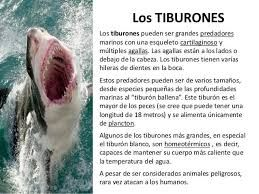 Los TIBURONES
Los tiburones pueden ser grandes predadores
marinos con una esqueleto cartilaginoso y
múltiples agallas. Las agallas están a los lados o
debajo de la cabeza. Los tiburones tienen varias
hileras de dientes en la boca.
Estos predadores pueden ser de varios tamaños,
desde especies pequeñas de las profundidades
marinas al "tiburón ballena". Este tiburón es el
mayor de los peces (se cree que puede tener una
longitud de 18 metros) y se alimenta únicamente
de plancton.
Algunos de los tiburones más grandes, en especial
el tiburón blanco, son homeotérmicos , es decir,
capaces de mantener su cuerpo más caliente que
la temperatura del agua.
A pesar de ser considerados animales peligrosos,
rara vez atacan a los humanos.